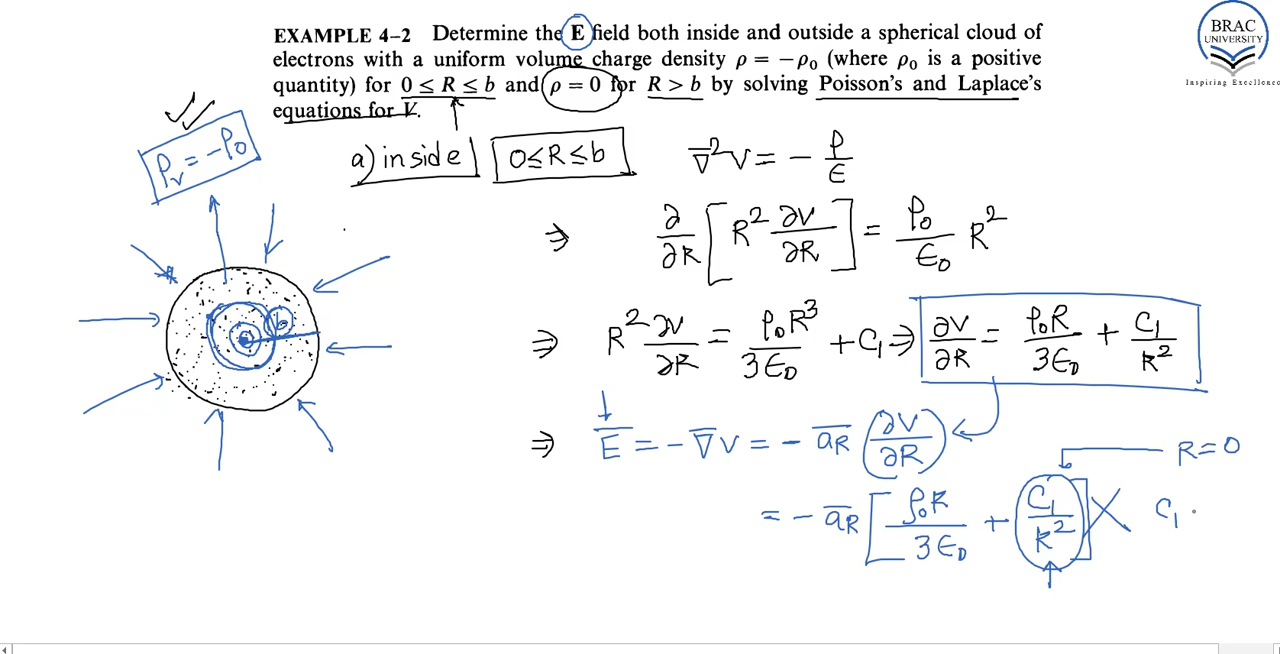 EXAMPLE 4-2 Determine the E field both inside and outside a spherical cloud of
electrons with a uniform volume charge density ρ = −ρ₀ (where ρ₀ is a positive
quantity) for 0 ≤ R ≤ b and ρ = 0 for R > b by solving Poisson's and Laplace's
equations for V.
BRAC
UNIVERSITY
Inspiring Excellence
ρᵥ = −ρ₀
a) inside 0≤R≤b ∇̅²V = − ρ/ε
⇒ ∂/∂R [R² ∂V/∂R] = ρ₀/ε₀ R²
⇒ R² ∂V/∂R = ρ₀R³/3ε₀ + C₁ ⇒ ∂V/∂R = ρ₀R/3ε₀ + C₁/R²
b
⇒ E̅ = − ∇̅V = − a̅R (∂V/∂R)
R=0
= − a̅R [ρ₀R/3ε₀ + C₁/R²] × C₁